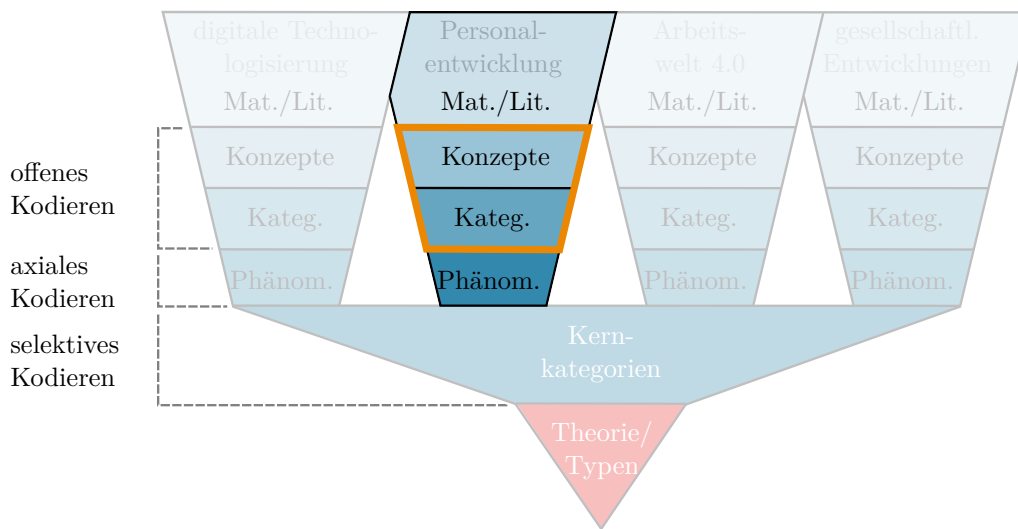 digitale Techno-
logisierung
Mat./Lit.
Konzepte
Kateg.
Phänom.
Personal-
entwicklung
Mat./Lit.
Konzepte
Kateg.
Phänom.
Arbeits-
welt 4.0
Mat./Lit.
Konzepte
Kateg.
Phänom.
gesellschaftl.
Entwicklungen
Mat./Lit.
Konzepte
Kateg.
Phänom.
offenes
Kodieren
axiales
Kodieren
selektives
Kodieren
Kern-
kategorien
Theorie/
Typen